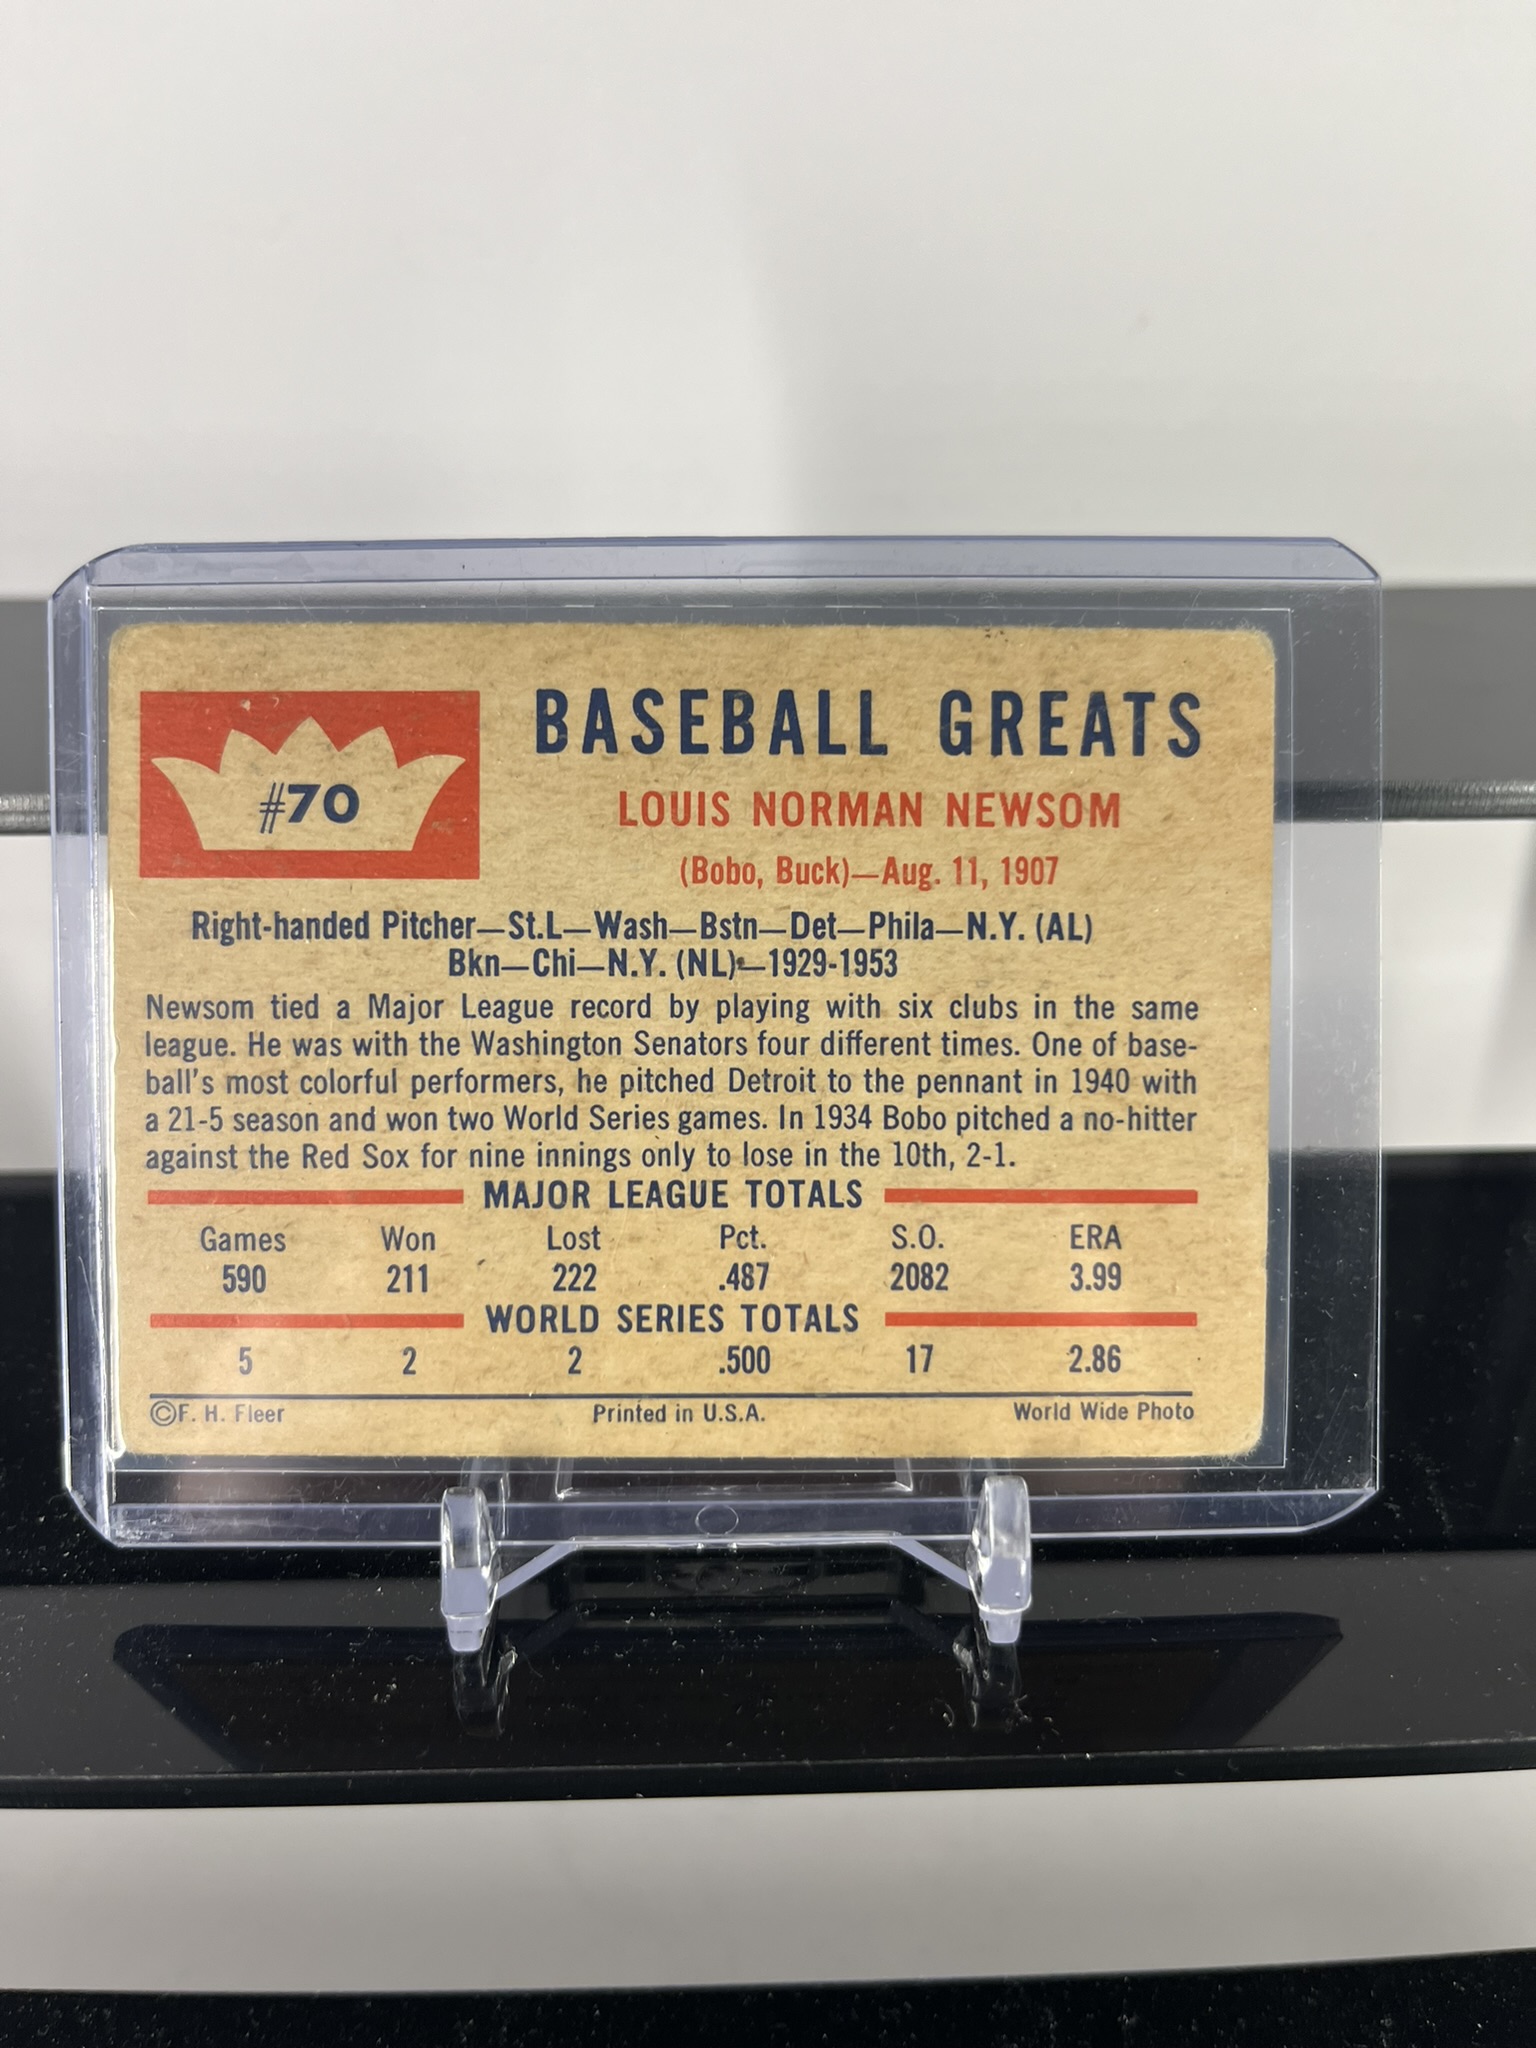 #70
BASEBALL GREATS
LOUIS NORMAN NEWSOM
(Bobo, Buck)—Aug. 11, 1907
Right-handed Pitcher—St.L—Wash—Bstn—Det—Phila—N.Y. (AL)
Bkn—Chi—N.Y. (NL)—1929-1953
Newsom tied a Major League record by playing with six clubs in the same
league. He was with the Washington Senators four different times. One of base-
ball's most colorful performers, he pitched Detroit to the pennant in 1940 with
a 21-5 season and won two World Series games. In 1934 Bobo pitched a no-hitter
against the Red Sox for nine innings only to lose in the 10th, 2-1.
MAJOR LEAGUE TOTALS
Games Won Lost Pct. S.O. ERA
590 211 222 .487 2082 3.99
WORLD SERIES TOTALS
5 2 2 .500 17 2.86
©F. H. Fleer Printed in U.S.A. World Wide Photo